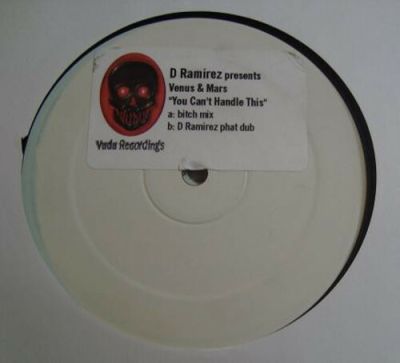 D Ramirez presents
Venus & Mars
"You Can't Handle This"
a: bitch mix
b: D Ramirez phat dub
Vudu Recordings